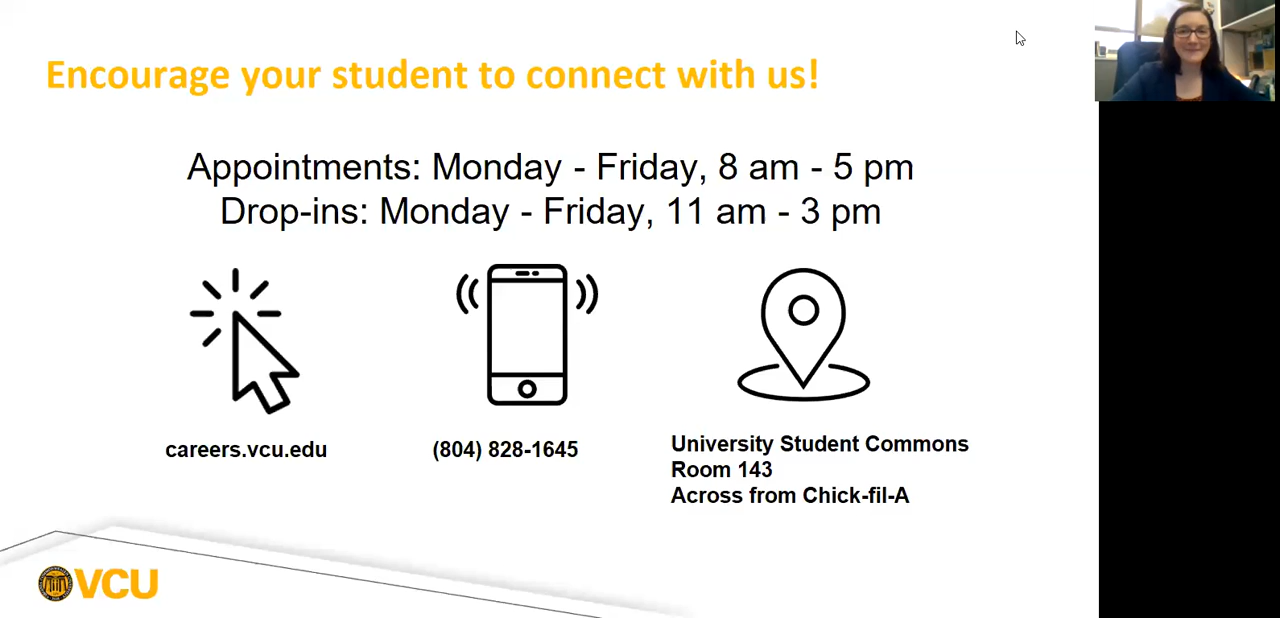 Encourage your student to connect with us!
Appointments: Monday - Friday, 8 am - 5 pm
Drop-ins: Monday - Friday, 11 am - 3 pm
careers.vcu.edu
(804) 828-1645
University Student Commons
Room 143
Across from Chick-fil-A
VCU